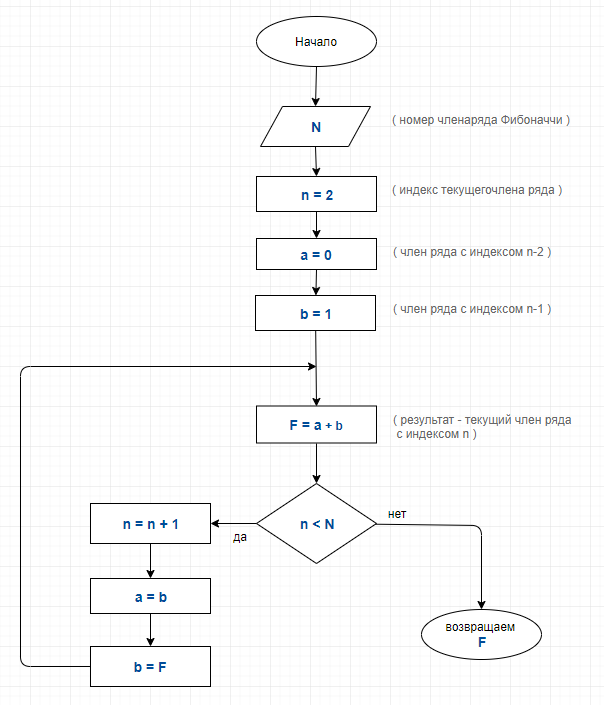 Начало
N
( номер членаряда Фибоначчи )
n = 2
( индекс текущегочлена ряда )
a = 0
( член ряда с индексом n-2 )
b = 1
( член ряда с индексом n-1 )
F = a + b
( результат - текущий член ряда
с индексом n )
n < N
нет
да
n = n + 1
a = b
b = F
возвращаем
F